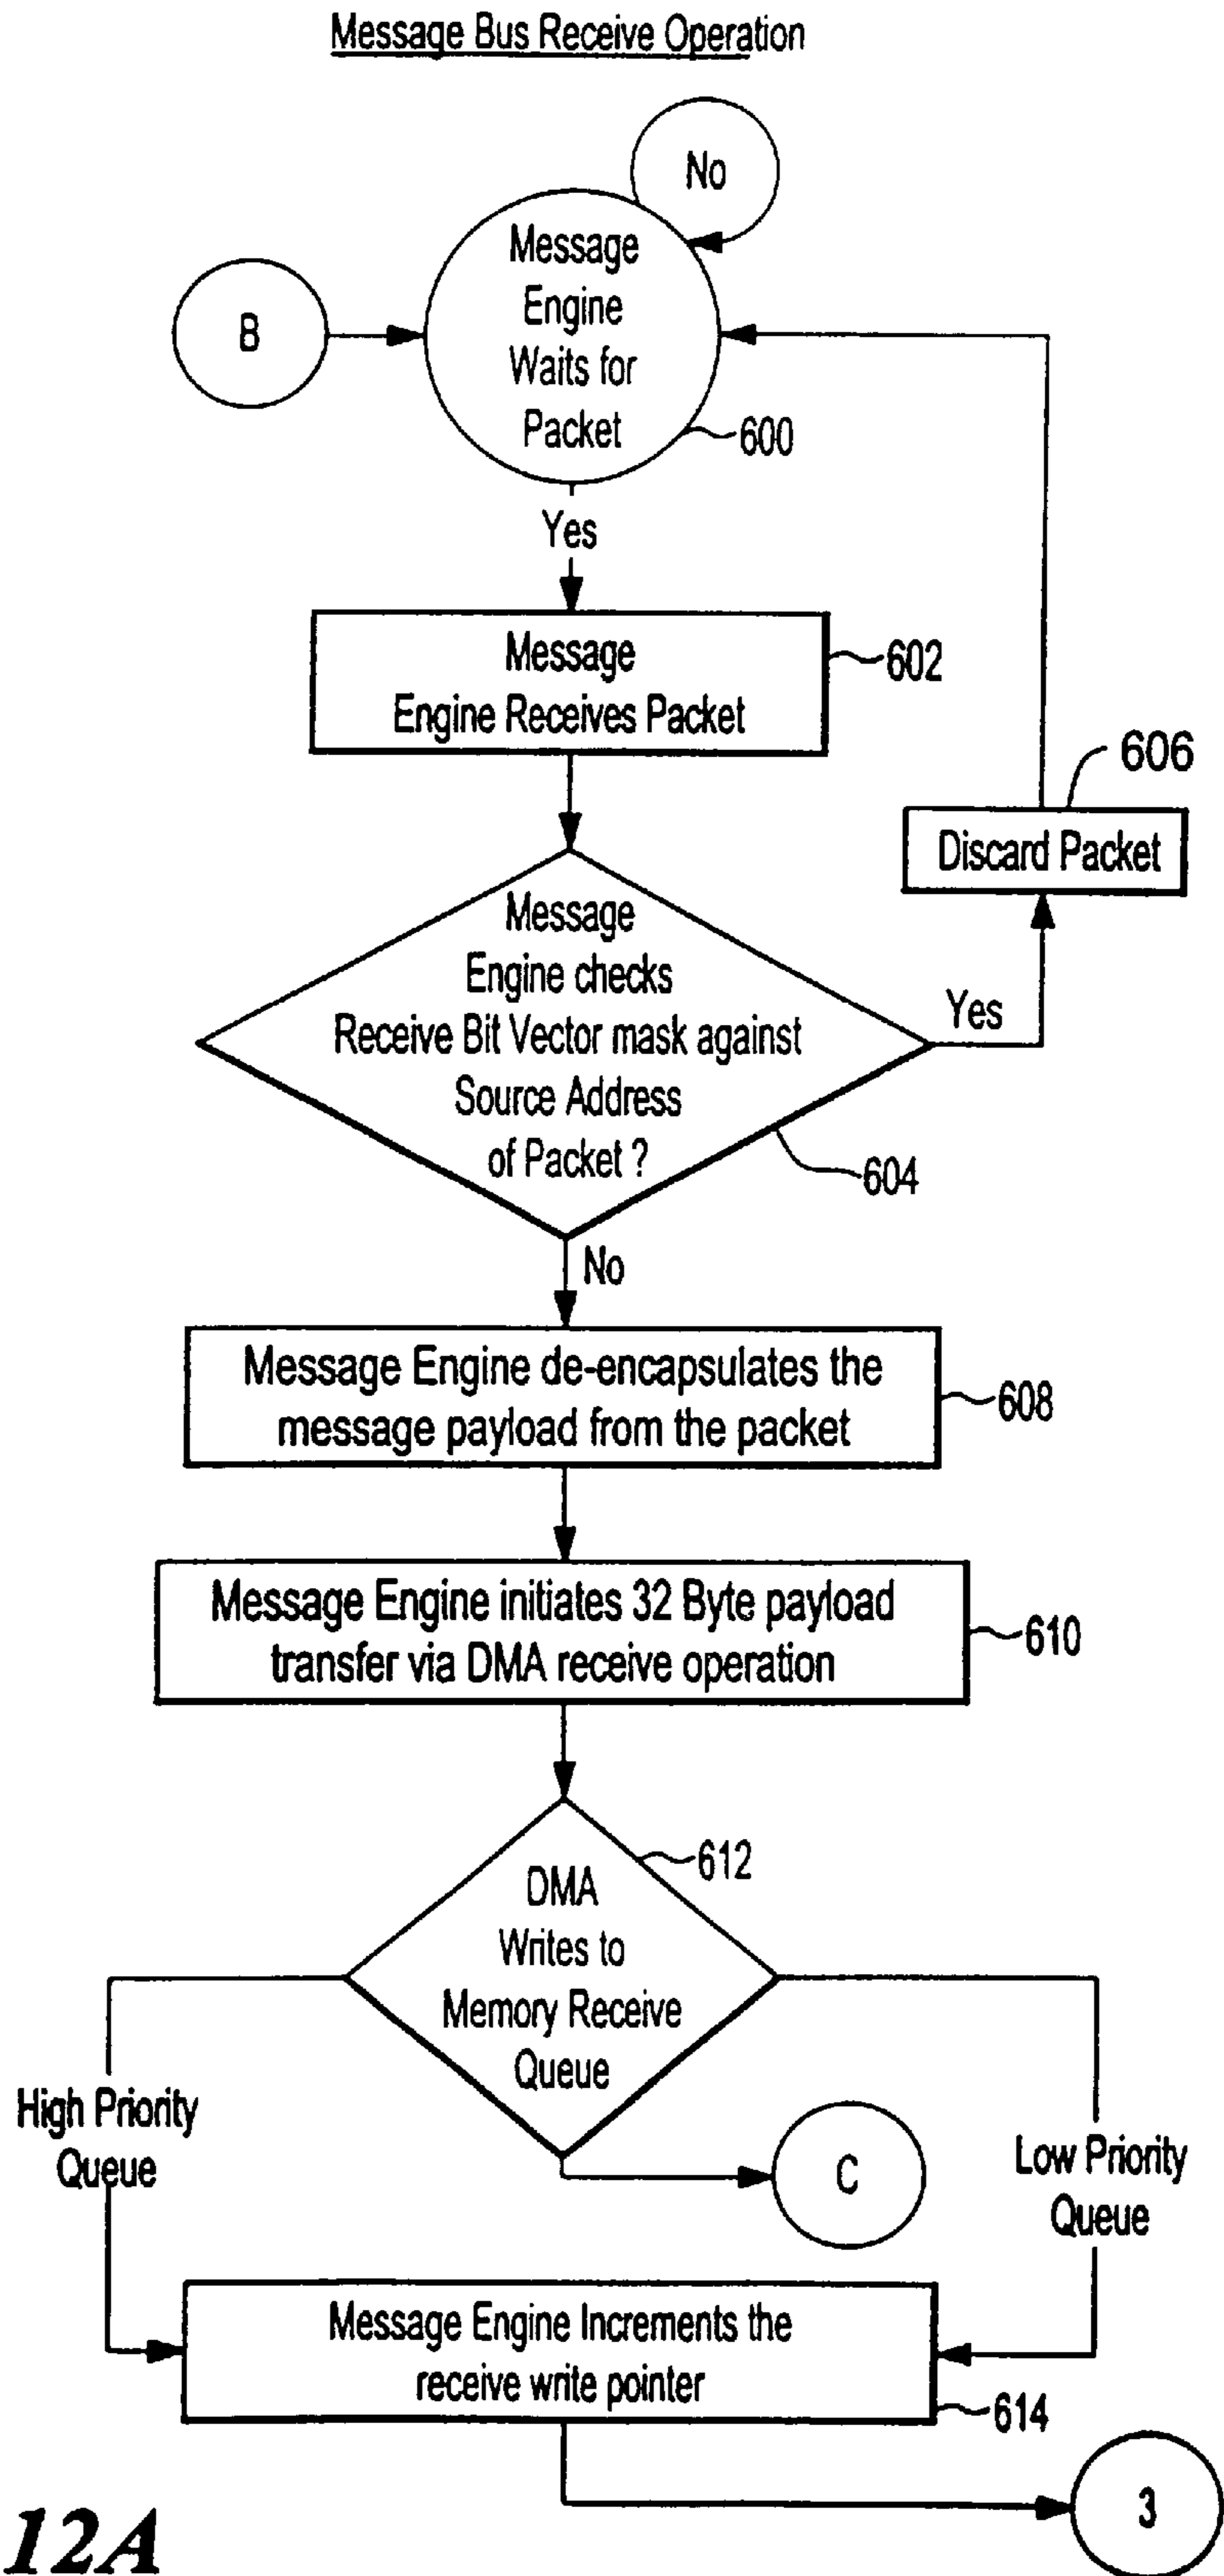 Message Bus Receive Operation
No
Message
Engine
Waits for
Packet
B
600
Yes
Message
Engine Receives Packet
602
606
Discard Packet
Message
Engine checks
Receive Bit Vector mask against
Source Address
of Packet ?
Yes
604
No
Message Engine de-encapsulates the
message payload from the packet
608
Message Engine initiates 32 Byte payload
transfer via DMA receive operation
610
612
DMA
Writes to
Memory Receive
Queue
High Priority
Queue
C
Low Priority
Queue
Message Engine Increments the
receive write pointer
614
3
12A